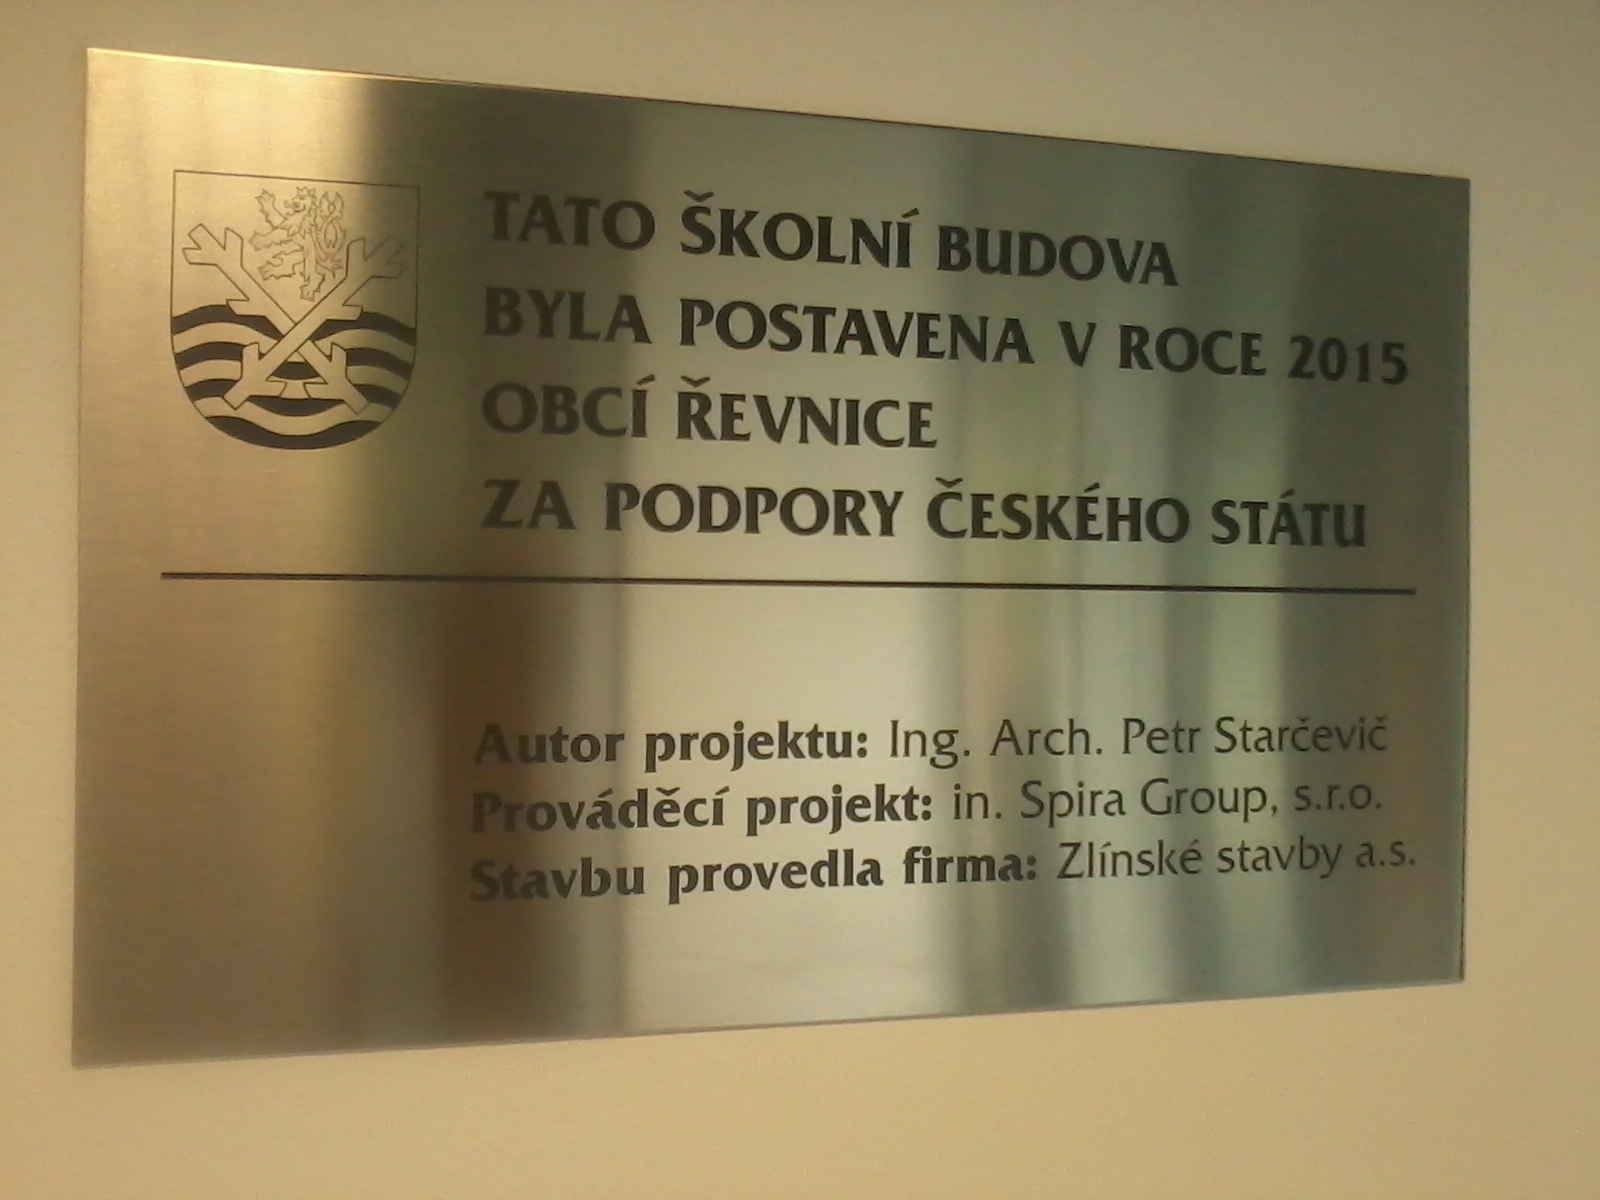 TATO ŠKOLNÍ BUDOVA
BYLA POSTAVENA V ROCE 2015
OBCÍ ŘEVNICE
ZA PODPORY ČESKÉHO STÁTU
Autor projektu: Ing. Arch. Petr Starčevič
Prováděcí projekt: in. Spira Group, s.r.o.
Stavbu provedla firma: Zlínské stavby a.s.